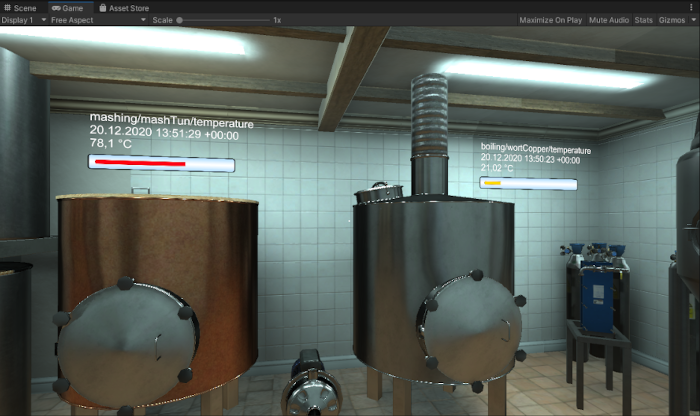 Scene Game Asset Store
Display 1 Free Aspect Scale 1x Maximize On Play Mute Audio Stats Gizmos
mashing/mashTun/temperature
20.12.2020 13:51:29 +00:00
78,1 °C
boiling/wortCopper/temperature
20.12.2020 13:50:23 +00:00
21.02 °C